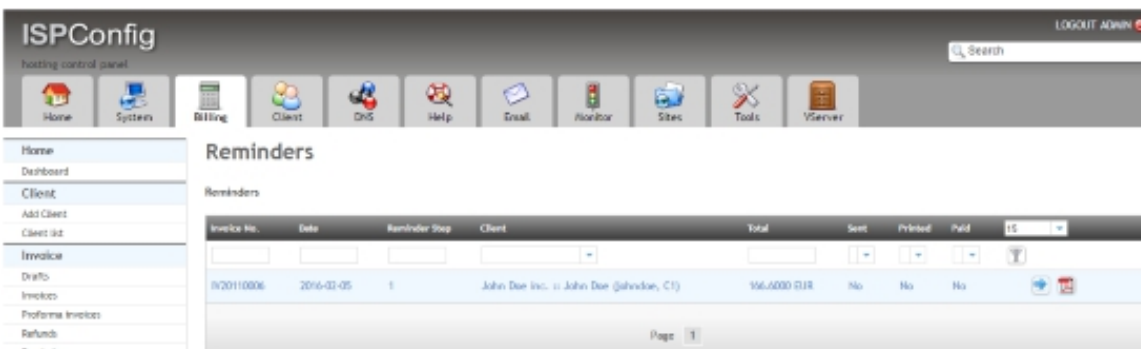 ISPConfig
hosting control panel
LOGOUT ADMIN
Search
Home System Billing Client DNS Help Email Monitor Sites Tools VServer
Home
Dashboard
Client
Add Client
Client list
Invoice
Drafts
Invoices
Proforma invoices
Refunds
Reminders
Reminders
Invoice No. Date Reminder Step Client Total Sent Printed Paid 15
IV20110006 2016-02-05 1 John Doe Inc. :: John Doe (johndoe, C1) 166.6000 EUR No No No
Page 1